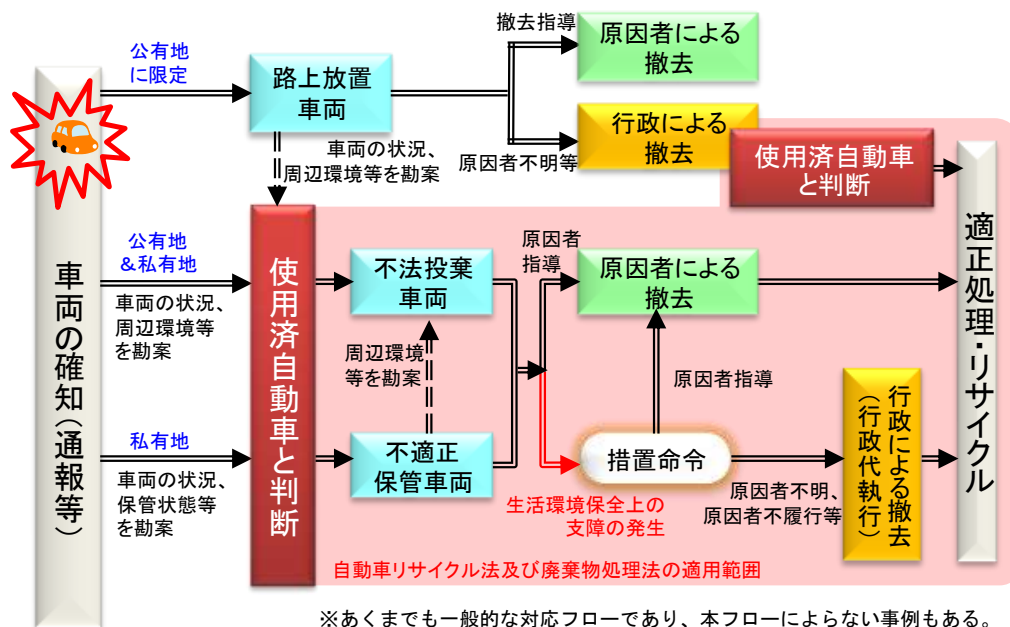 車両の確知（通報等）
公有地
に限定
路上放置
車両
撤去指導
原因者による
撤去
原因者不明等
行政による
撤去
使用済自動車
と判断
車両の状況、
周辺環境等を勘案
公有地
＆私有地
車両の状況、
周辺環境等
を勘案
私有地
車両の状況、
保管状態等
を勘案
使用済自動車と判断
不法投棄
車両
周辺環境
等を勘案
不適正
保管車両
原因者
指導
原因者による
撤去
原因者指導
措置命令
生活環境保全上の
支障の発生
原因者不明、
原因者不履行等
行政による撤去
（行政代執行）
適正処理・リサイクル
自動車リサイクル法及び廃棄物処理法の適用範囲
※あくまでも一般的な対応フローであり、本フローによらない事例もある。